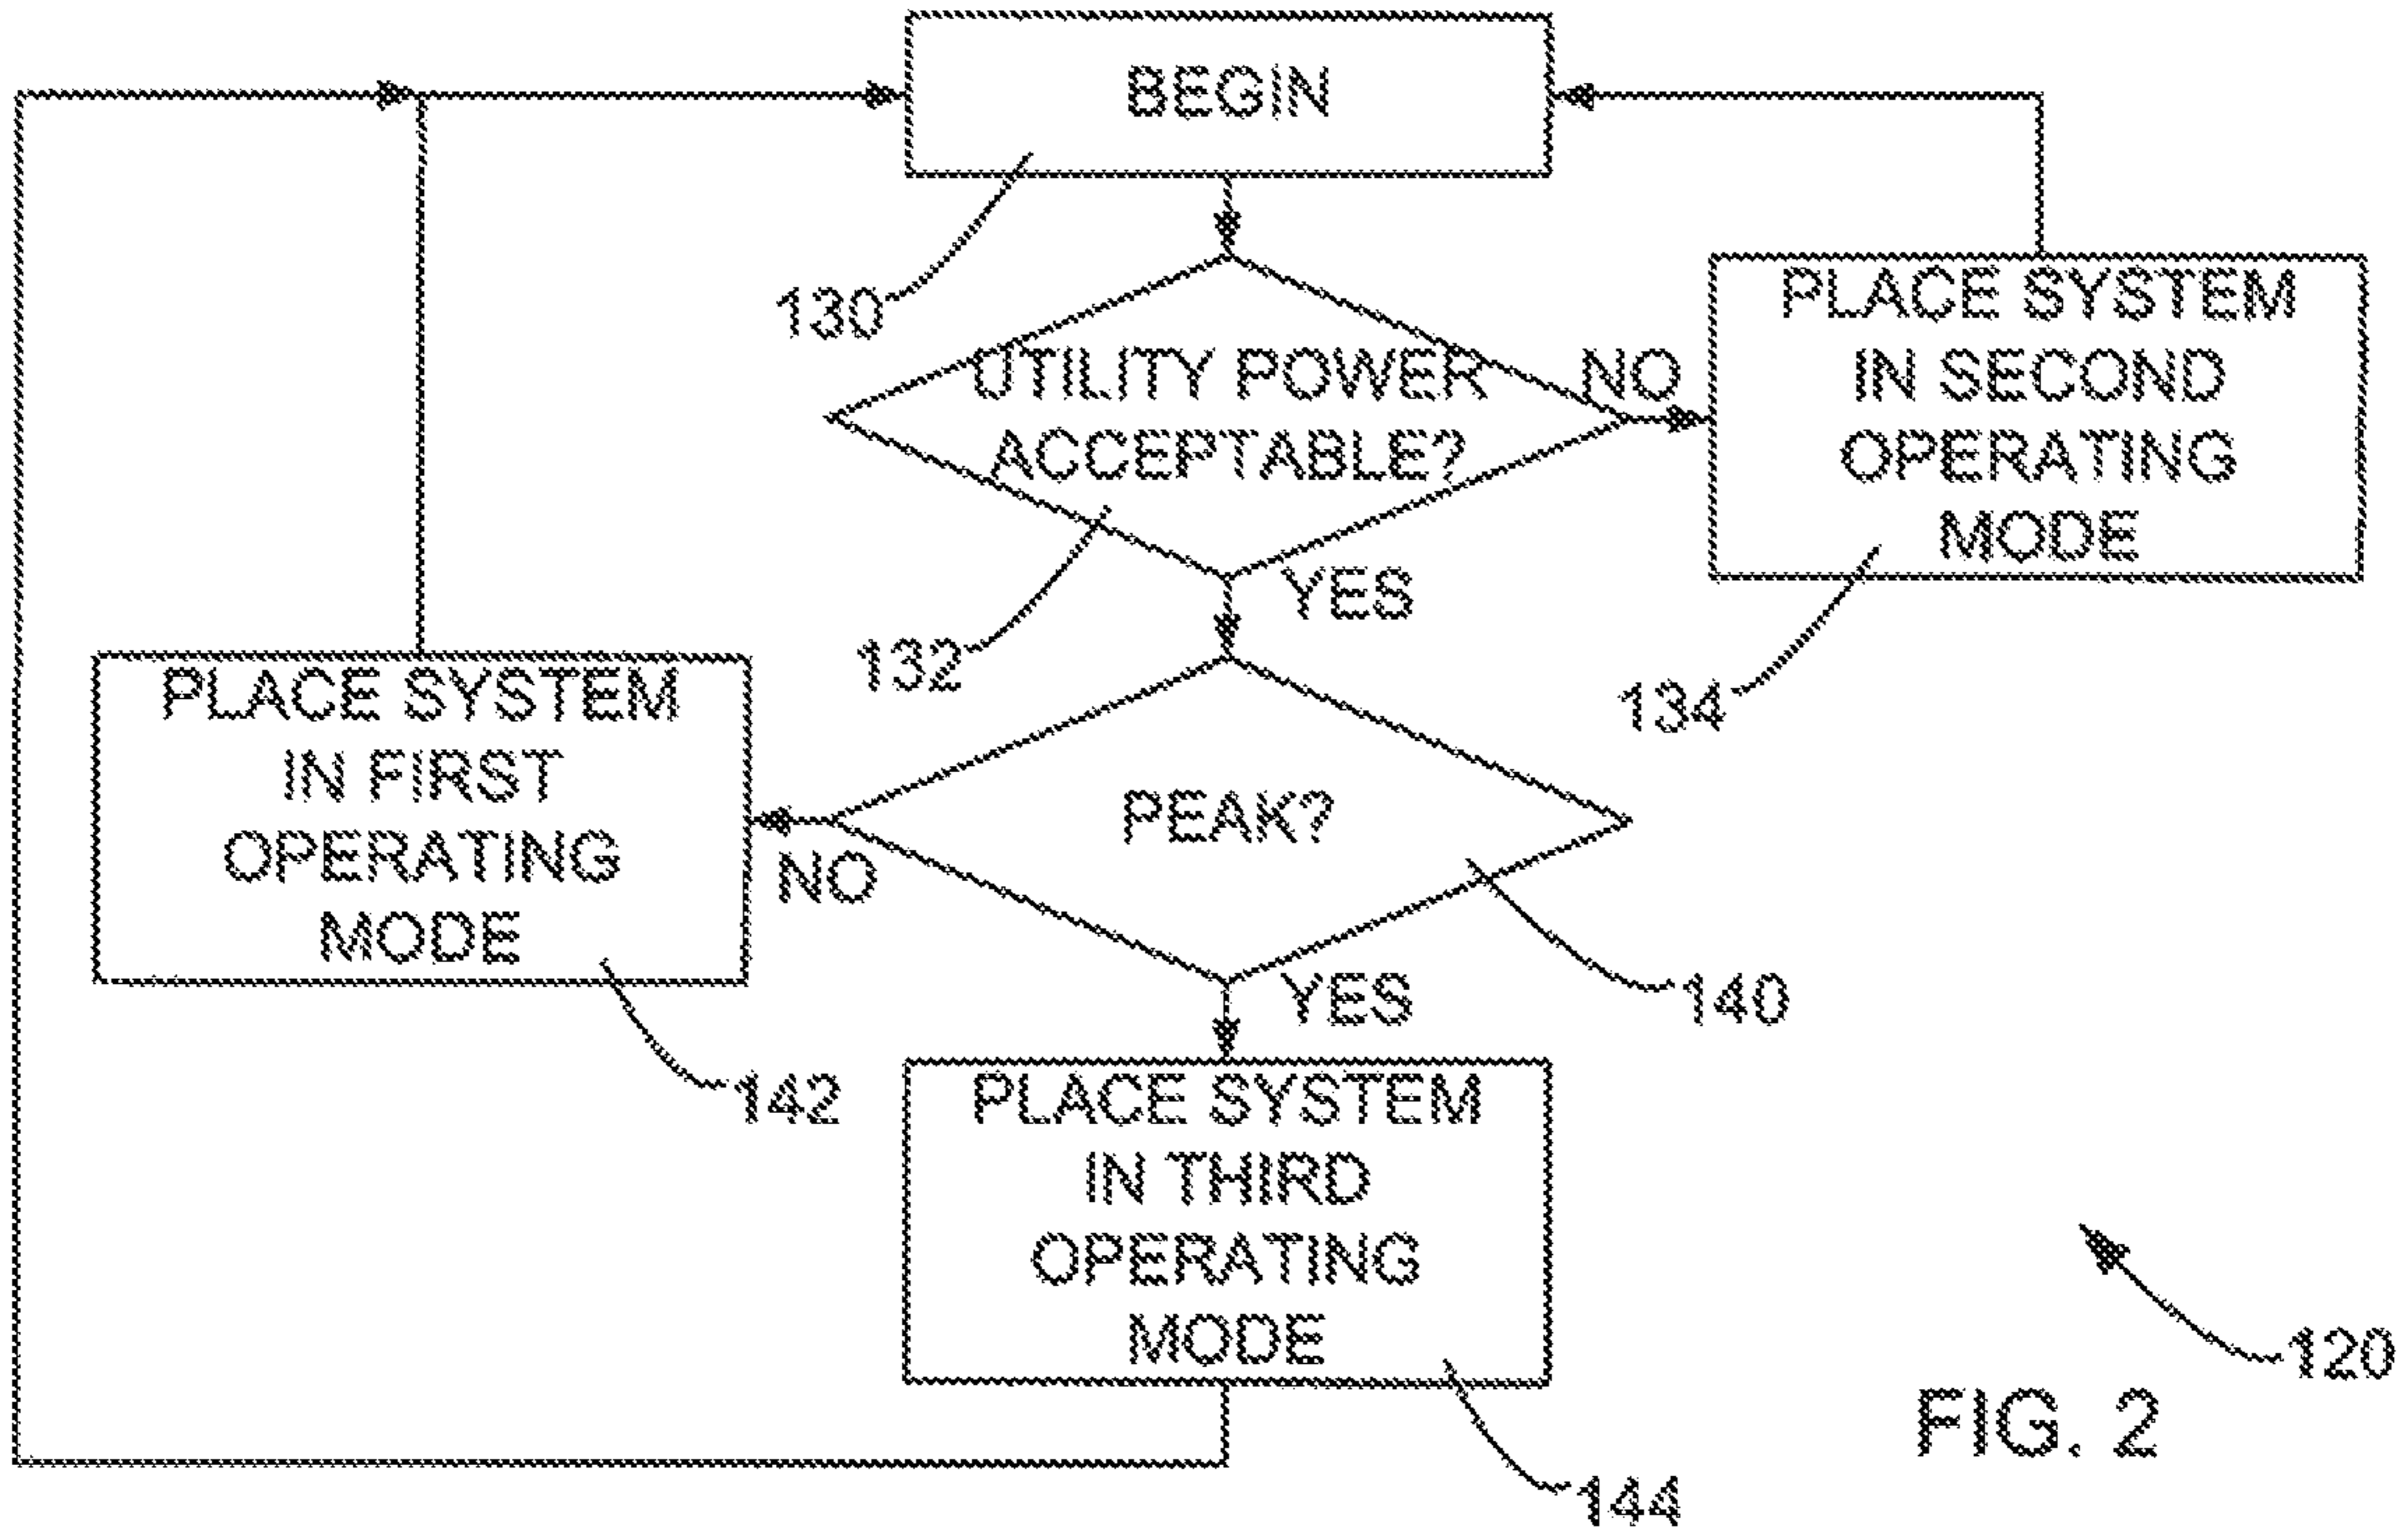 BEGIN
130
UTILITY POWER
ACCEPTABLE?
NO
PLACE SYSTEM
IN SECOND
OPERATING
MODE
YES
132
134
PLACE SYSTEM
IN FIRST
OPERATING
MODE
PEAK?
NO
YES
140
142
PLACE SYSTEM
IN THIRD
OPERATING
MODE
120
FIG. 2
144